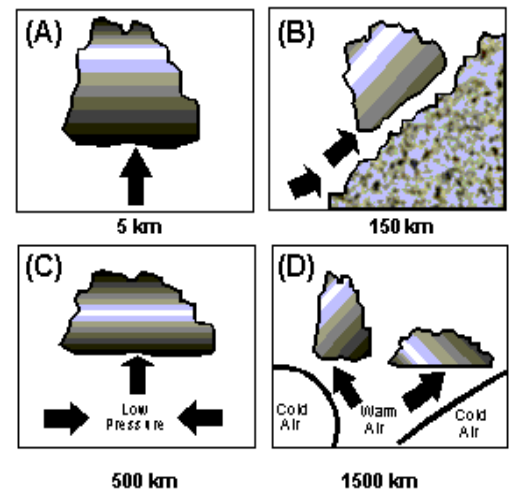 (A)
(B)
5 km
150 km
(C)
(D)
Low
Pressure
Cold
Air
Warm
Air
Cold
Air
500 km
1500 km